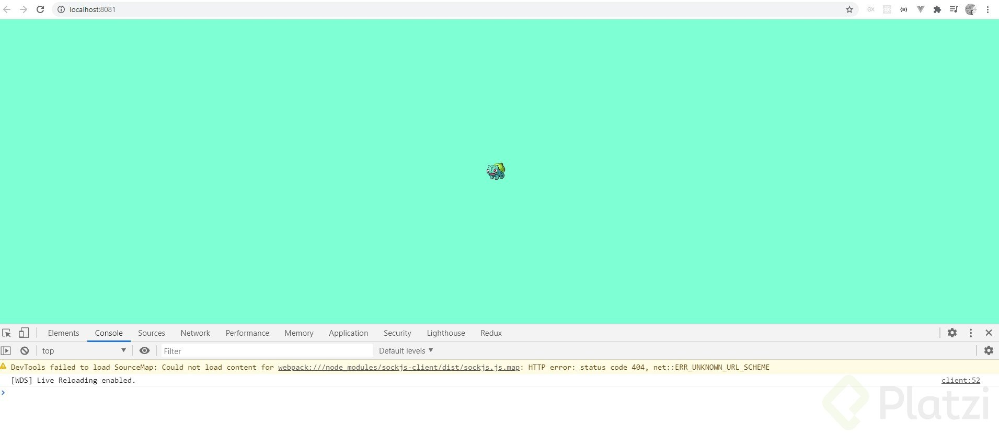 localhost:8081
ex
Elements Console Sources Network Performance Memory Application Security Lighthouse Redux
top Filter Default levels
DevTools failed to load SourceMap: Could not load content for webpack:///node_modules/sockjs-client/dist/sockjs.js.map: HTTP error: status code 404, net::ERR_UNKNOWN_URL_SCHEME
[WDS] Live Reloading enabled. client:52
Platzi